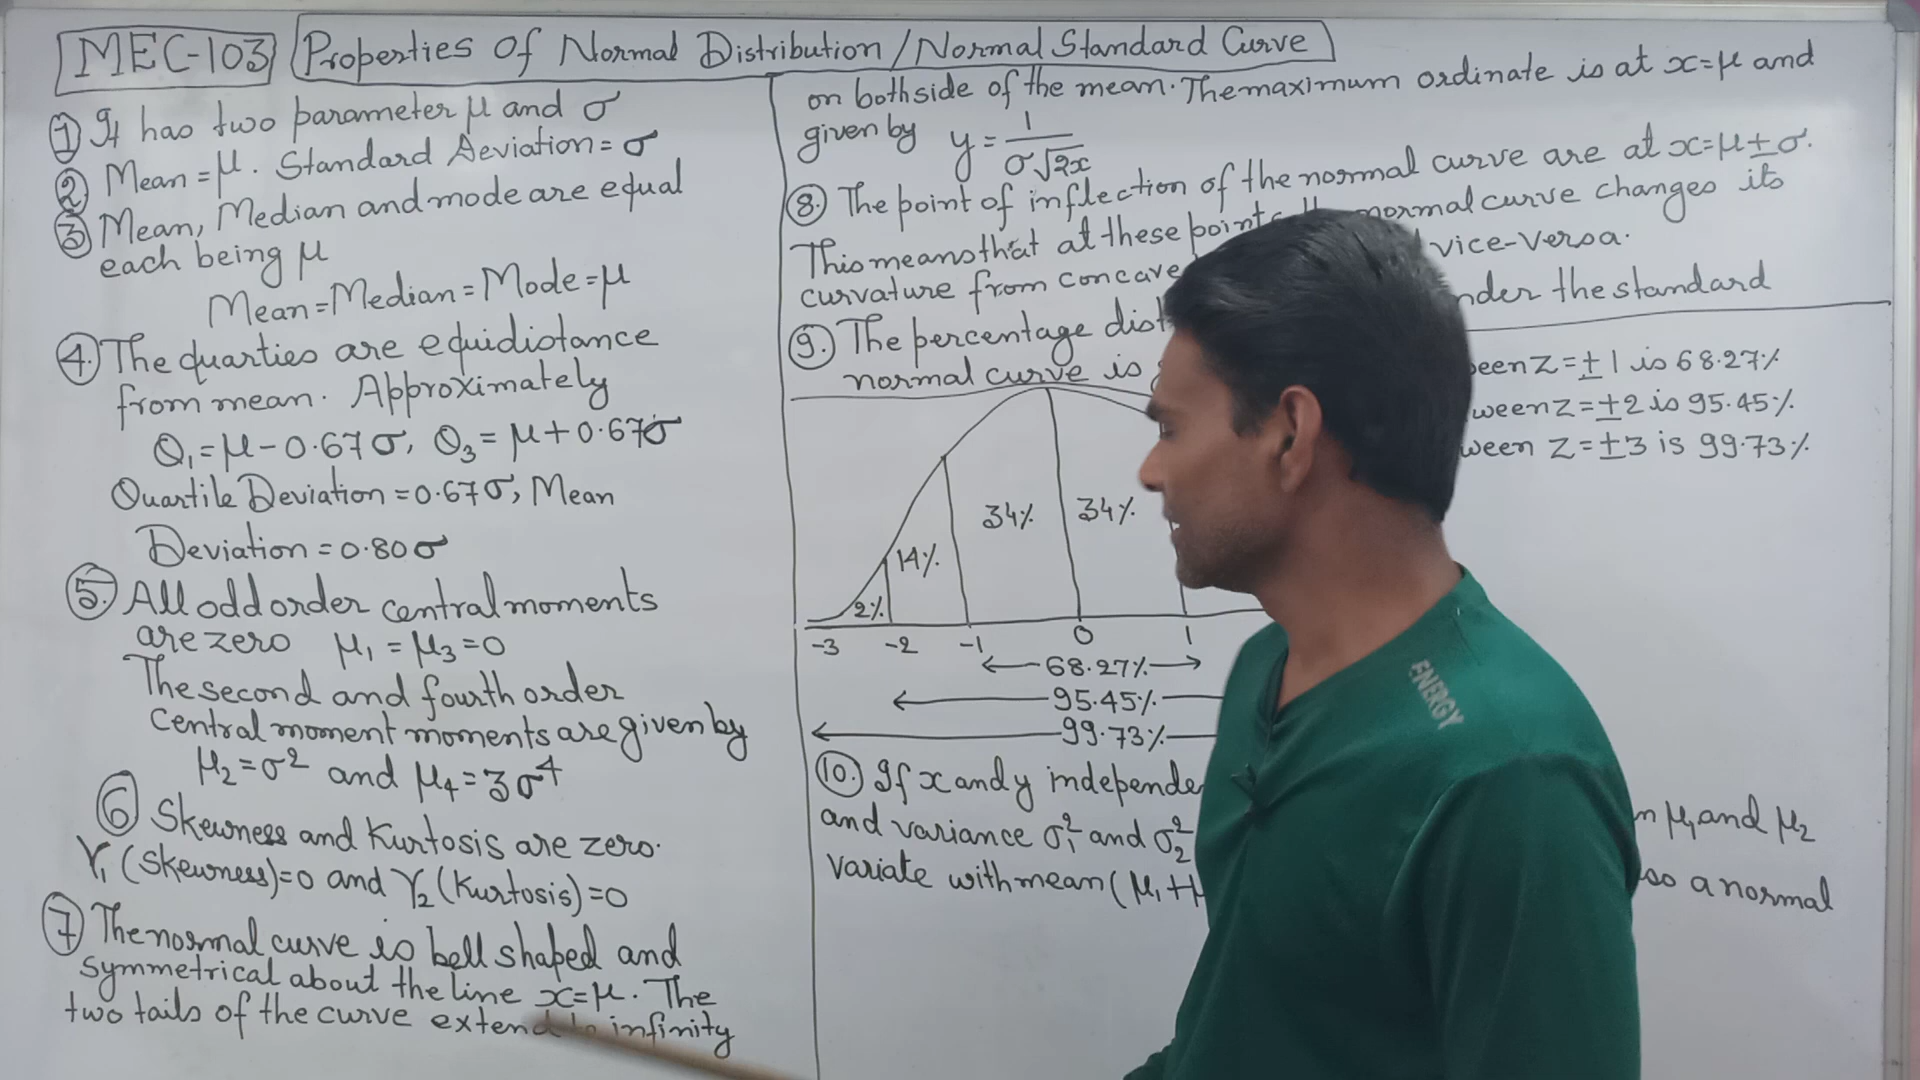 MEC-103 Properties of Normal Distribution/Normal Standard Curve
① It has two parameter μ and σ
② Mean = μ. Standard Deviation = σ
③ Mean, Median and mode are equal
each being μ
Mean = Median = Mode = μ
④. The quarties are equidistance
from mean. Approximately
Q₁ = μ - 0.67σ, Q₃ = μ + 0.67σ
Quartile Deviation = 0.67σ, Mean
Deviation = 0.80σ
⑤. All odd order central moments
are zero μ₁ = μ₃ = 0
The second and fourth order
central moment moments are given by
μ₂ = σ² and μ₄ = 3σ⁴
⑥ Skewness and Kurtosis are zero.
γ₁ (Skewness) = 0 and γ₂ (Kurtosis) = 0
⑦ The normal curve is bell shaped and
symmetrical about the line x = μ. The
two tails of the curve extend to infinity
on both side of the mean. The maximum ordinate is at x = μ and
given by y = 1/σ√2x
⑧. The point of inflection of the normal curve are at x = μ ± σ.
This means that at these points normal curve changes its
curvature from concave vice-versa.
⑨. The percentage nder the standard
normal curve is
ween Z = ±1 is 68.27%
ween Z = ±2 is 95.45%
ween Z = ±3 is 99.73%
34% 34%
14%
2%
-3 -2 -1 0 1
68.27%
95.45%
99.73%
⑩. If x and y n μ₁ and μ₂
and variance σ₁² and σ₂²
so a normal
variate with mean (μ₁ +
ENERGY